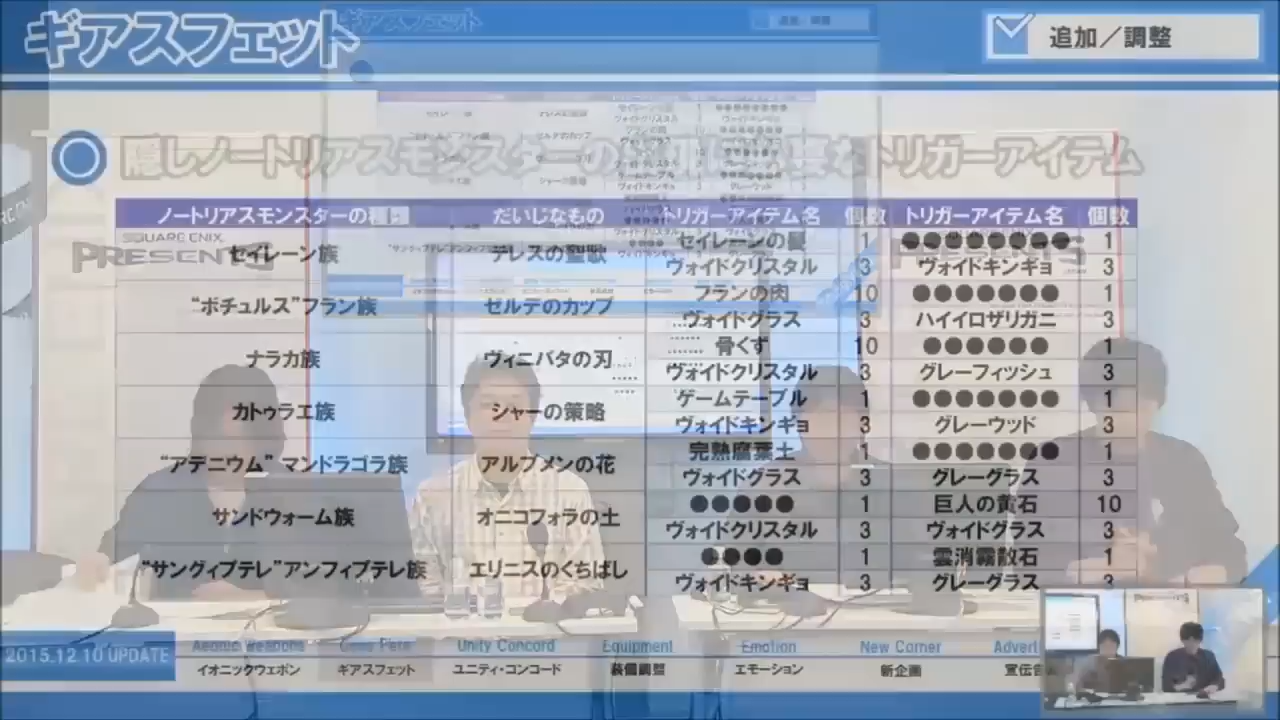 ギアスフェット
追加／調整
隠しノートリアスモンスターの に必要なトリガーアイテム
ノートリアスモンスターの種族 だいじなもの トリガーアイテム名 個数 トリガーアイテム名 個数
SQUARE ENIX
PRESENTS
セイレーン族 テレスの聖歌 セイレーンの髪 1 ●●●●●●●● 1
ヴォイドクリスタル 3 ヴォイドキンギョ 3
“ボチュルス”フラン族 ゼルデのカップ フランの肉 10 ●●●●●●● 1
ヴォイドグラス 3 ハイイロザリガニ 3
ナラカ族 ヴィニパタの刃 骨くず 10 ●●●●●● 1
ヴォイドクリスタル 3 グレーフィッシュ 3
カトゥラエ族 シャーの策略 ゲームテーブル 1 ●●●●●●● 1
ヴォイドキンギョ 3 グレーウッド 3
“アデニウム” マンドラゴラ族 アルブメンの花 完熟腐葉土 1 ●●●●●●● 1
ヴォイドグラス 3 グレーグラス 3
サンドウォーム族 オニコフォラの土 ●●●●● 1 巨人の黄石 10
ヴォイドクリスタル 3 ヴォイドグラス 3
“サングィプテレ”アンフィプテレ族 エリニスのくちばし ●●●● 1 雲消霧散石 1
ヴォイドキンギョ 3 グレーグラス 3
2015.12.10 UPDATE
Aeonic Weapons Geas Fete Unity Concord Equipment Emotion New Corner Adverti
イオニックウェポン ギアスフェット ユニティ・コンコード 装備調整 エモーション 新企画 宣伝告